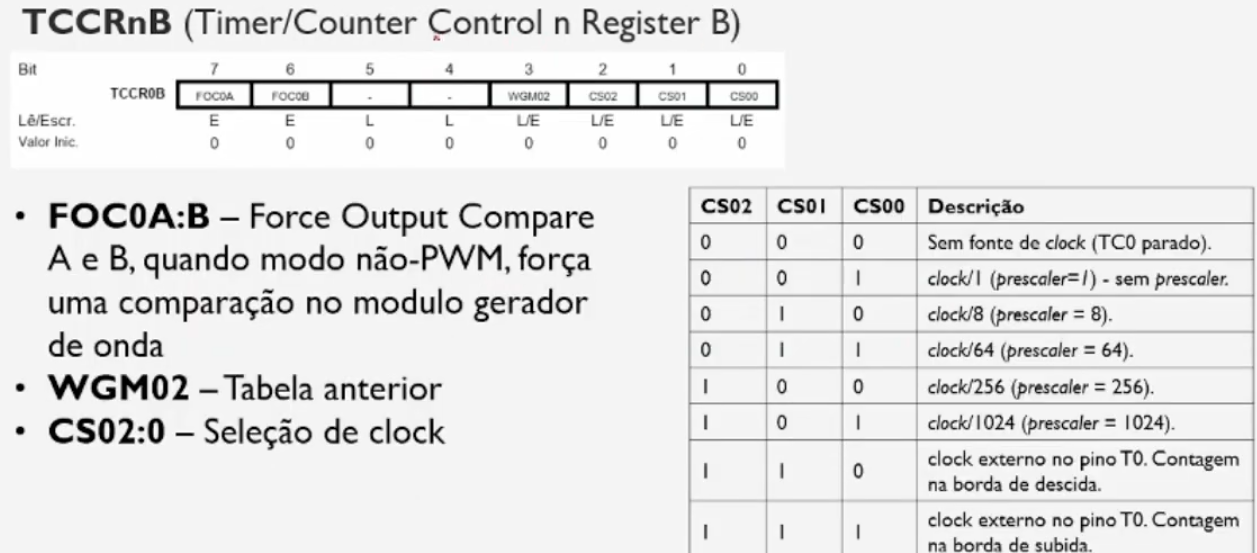 TCCRnB (Timer/Counter Control n Register B)
Bit 7 6 5 4 3 2 1 0
TCCR0B FOC0A FOC0B - - WGM02 CS02 CS01 CS00
Lê/Escr. E E L L L/E L/E L/E L/E
Valor Inic. 0 0 0 0 0 0 0 0
• FOC0A:B – Force Output Compare
A e B, quando modo não-PWM, força
uma comparação no modulo gerador
de onda
• WGM02 – Tabela anterior
• CS02:0 – Seleção de clock
CS02 CS01 CS00 Descrição
0 0 0 Sem fonte de clock (TC0 parado).
0 0 1 clock/1 (prescaler=1) - sem prescaler.
0 1 0 clock/8 (prescaler = 8).
0 1 1 clock/64 (prescaler = 64).
1 0 0 clock/256 (prescaler = 256).
1 0 1 clock/1024 (prescaler = 1024).
1 1 0 clock externo no pino T0. Contagem
na borda de descida.
1 1 1 clock externo no pino T0. Contagem
na borda de subida.